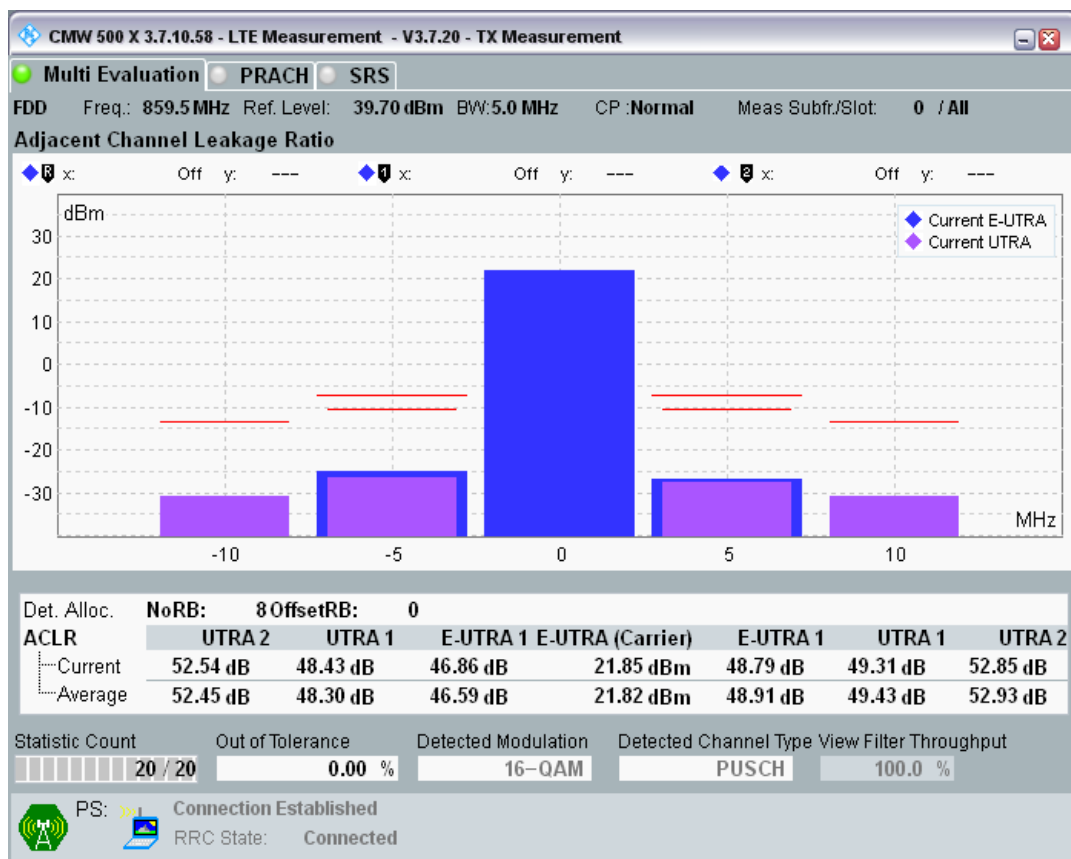 CMW 500 X 3.7.10.58 - LTE Measurement - V3.7.20 - TX Measurement
Multi Evaluation PRACH SRS
FDD Freq.: 859.5 MHz Ref. Level: 39.70 dBm BW:5.0 MHz CP :Normal Meas Subfr./Slot: 0 / All
Adjacent Channel Leakage Ratio
R x: Off y: --- 1 x: Off y: --- 2 x: Off y: ---
dBm
Current E-UTRA
Current UTRA
30
20
10
0
-10
-20
-30
MHz
-10 -5 0 5 10
Det. Alloc. NoRB: 8 OffsetRB: 0
ACLR UTRA 2 UTRA 1 E-UTRA 1 E-UTRA (Carrier) E-UTRA 1 UTRA 1 UTRA 2
Current 52.54 dB 48.43 dB 46.86 dB 21.85 dBm 48.79 dB 49.31 dB 52.85 dB
Average 52.45 dB 48.30 dB 46.59 dB 21.82 dBm 48.91 dB 49.43 dB 52.93 dB
Statistic Count Out of Tolerance Detected Modulation Detected Channel Type View Filter Throughput
20 / 20 0.00 % 16-QAM PUSCH 100.0 %
PS: Connection Established
RRC State: Connected